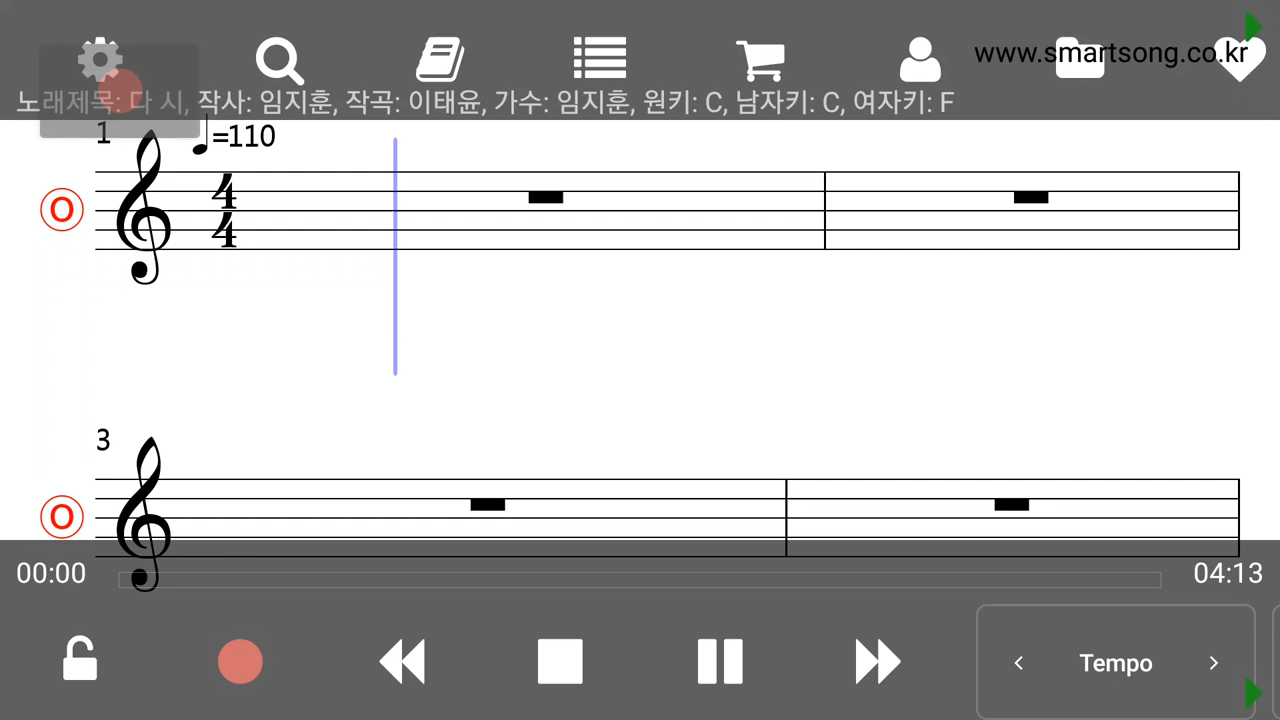 www.smartsong.co.kr
노래제목: 다 시, 작사: 임지훈, 작곡: 이태윤, 가수: 임지훈, 원키: C, 남자키: C, 여자키: F
1
=110
4
4
O
3
O
00:00
04:13
Tempo